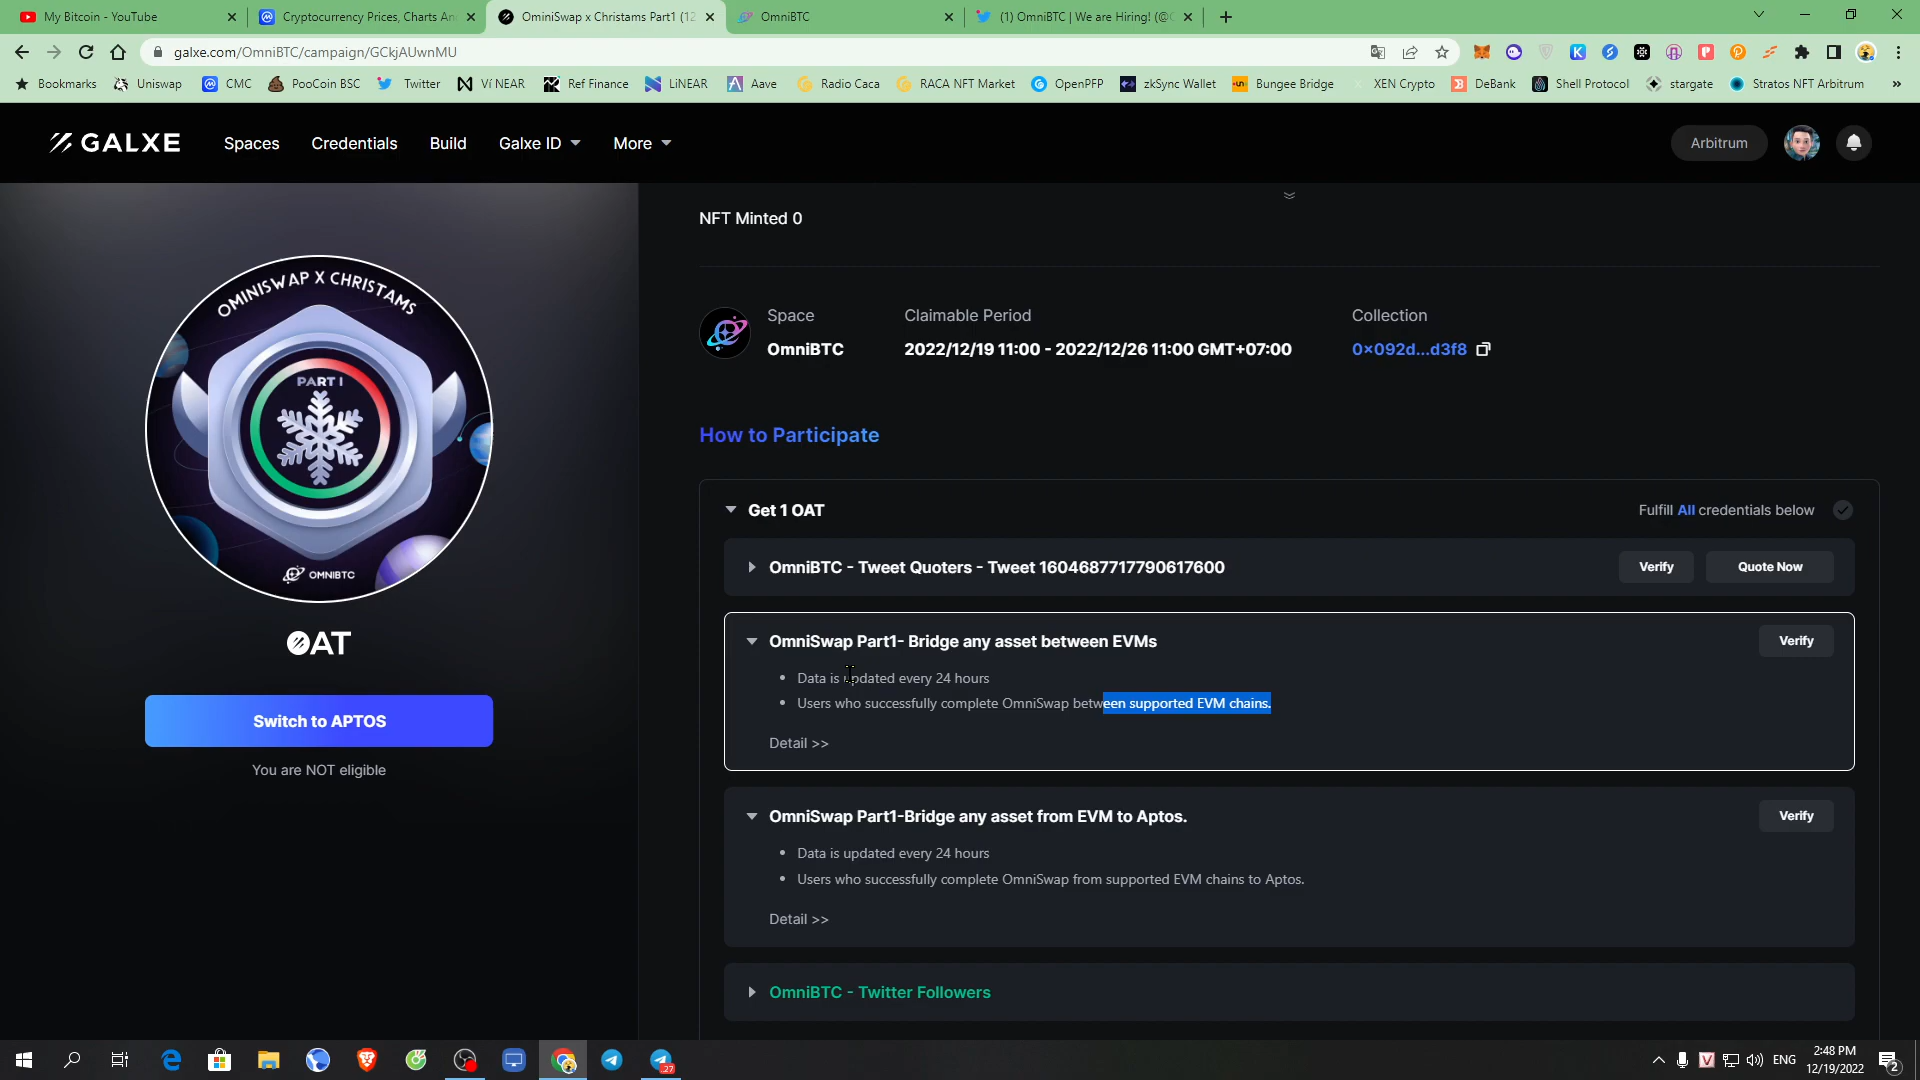 My Bitcoin - YouTube
Cryptocurrency Prices, Charts An
OminiSwap x Christams Part1 (12
OmniBTC
(1) OmniBTC | We are Hiring! (@O
galxe.com/OmniBTC/campaign/GCkjAUwnMU
Bookmarks
Uniswap
CMC
PooCoin BSC
Twitter
Ví NEAR
Ref Finance
LiNEAR
Aave
Radio Caca
RACA NFT Market
OpenPFP
zkSync Wallet
Bungee Bridge
XEN Crypto
DeBank
Shell Protocol
stargate
Stratos NFT Arbitrum
»
GALXE
Spaces
Credentials
Build
Galxe ID
More
Arbitrum
OMINISWAP X CHRISTAMS
PART I
OMNIBTC
OAT
Switch to APTOS
You are NOT eligible
NFT Minted 0
Space
OmniBTC
Claimable Period
2022/12/19 11:00 - 2022/12/26 11:00 GMT+07:00
Collection
0x092d...d3f8
How to Participate
Get 1 OAT
Fulfill All credentials below
OmniBTC - Tweet Quoters - Tweet 1604687717790617600
Verify
Quote Now
OmniSwap Part1- Bridge any asset between EVMs
Verify
• Data is updated every 24 hours
• Users who successfully complete OmniSwap between supported EVM chains.
Detail >>
OmniSwap Part1-Bridge any asset from EVM to Aptos.
Verify
• Data is updated every 24 hours
• Users who successfully complete OmniSwap from supported EVM chains to Aptos.
Detail >>
OmniBTC - Twitter Followers
27
ENG
2:48 PM
12/19/2022
2